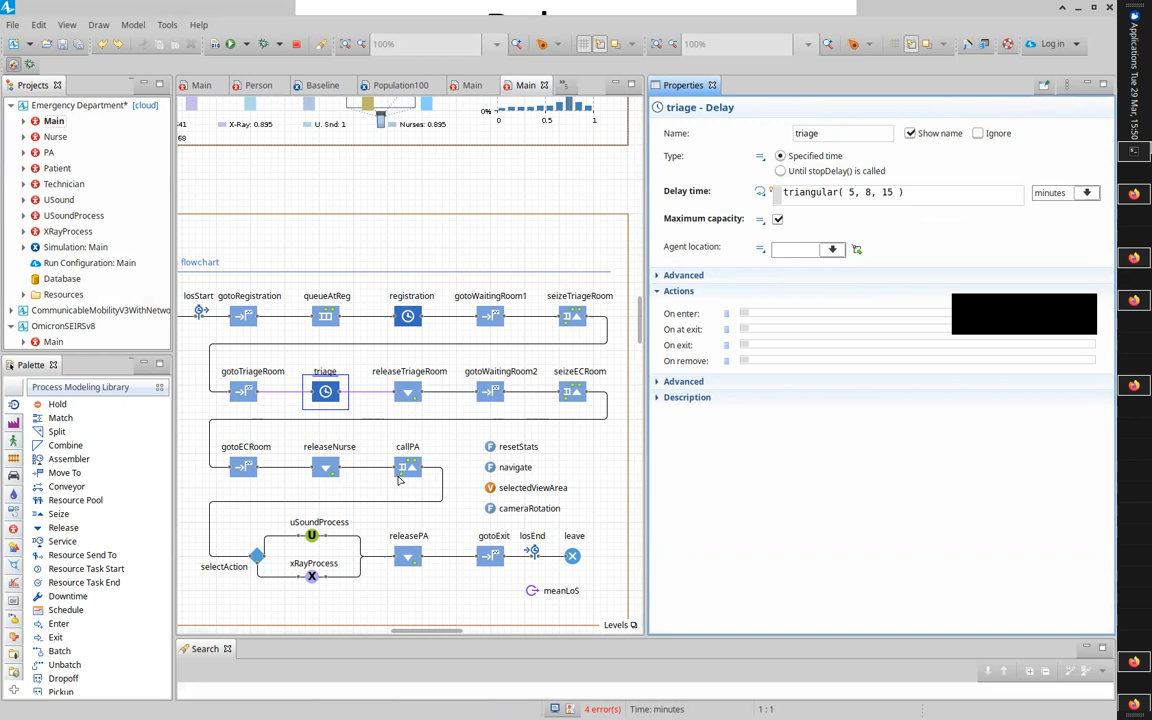 File Edit View Draw Model Tools Help
100%
100%
Log in
Projects
Main
Person
Baseline
Population100
Main
Main
Properties
Emergency Department* [cloud]
Main
Nurse
PA
Patient
Technician
USound
USoundProcess
XRayProcess
Simulation: Main
Run Configuration: Main
Database
Resources
CommunicableMobilityV3WithNetwo
OmicronSEIRSv8
Main
Palette
Process Modeling Library
Hold
Match
Split
Combine
Assembler
Move To
Conveyor
Resource Pool
Seize
Release
Service
Resource Send To
Resource Task Start
Resource Task End
Downtime
Schedule
Enter
Exit
Batch
Unbatch
Dropoff
Pickup
X-Ray: 0.895
U. Snd: 1
Nurses: 0.895
0%
0 0.5 1
flowchart
losStart gotoRegistration queueAtReg registration gotoWaitingRoom1 seizeTriageRoom
gotoTriageRoom triage releaseTriageRoom gotoWaitingRoom2 seizeECRoom
gotoECRoom releaseNurse callPA
resetStats
navigate
selectedViewArea
cameraRotation
uSoundProcess
selectAction
xRayProcess
releasePA gotoExit losEnd leave
meanLoS
Levels
Search
triage - Delay
Name: triage Show name Ignore
Type: Specified time
Until stopDelay() is called
Delay time: triangular( 5, 8, 15 ) minutes
Maximum capacity:
Agent location:
Advanced
Actions
On enter:
On at exit:
On exit:
On remove:
Advanced
Description
4 error(s) Time: minutes 1 : 1
Applications Tue 29 Mar, 15:50